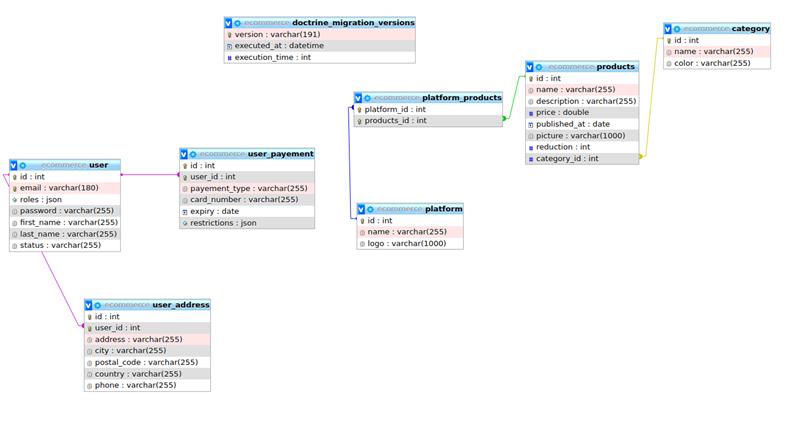 ecommerce doctrine_migration_versions
version : varchar(191)
executed_at : datetime
execution_time : int
ecommerce category
id : int
name : varchar(255)
color : varchar(255)
ecommerce products
id : int
name : varchar(255)
description : varchar(255)
price : double
published_at : date
picture : varchar(1000)
reduction : int
category_id : int
ecommerce platform_products
platform_id : int
products_id : int
ecommerce user
id : int
email : varchar(180)
roles : json
password : varchar(255)
first_name : varchar(255)
last_name : varchar(255)
status : varchar(255)
ecommerce user_payement
id : int
user_id : int
payement_type : varchar(255)
card_number : varchar(255)
expiry : date
restrictions : json
ecommerce platform
id : int
name : varchar(255)
logo : varchar(1000)
ecommerce user_address
id : int
user_id : int
address : varchar(255)
city : varchar(255)
postal_code : varchar(255)
country : varchar(255)
phone : varchar(255)